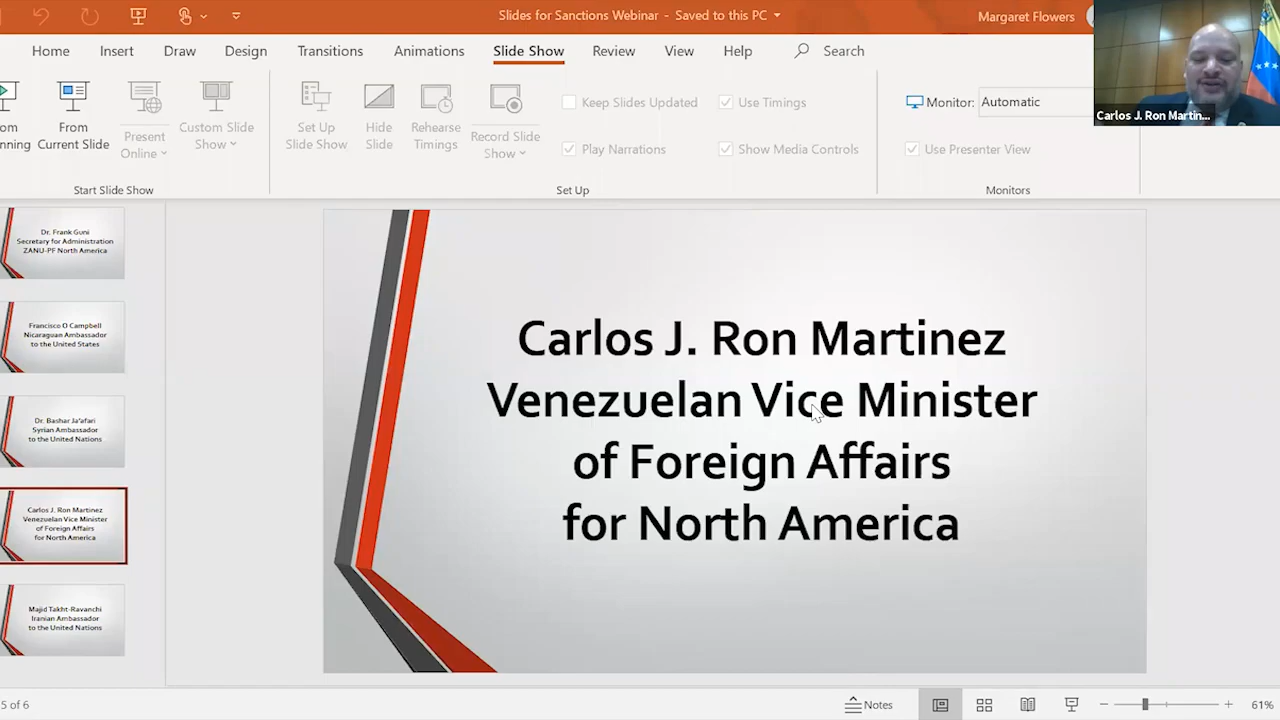 Slides for Sanctions Webinar - Saved to this PC
Margaret Flowers
Home Insert Draw Design Transitions Animations Slide Show Review View Help Search
From
Current Slide
Present
Online
Custom Slide
Show
Set Up
Slide Show
Hide
Slide
Rehearse
Timings
Record Slide
Show
Keep Slides Updated
Play Narrations
Use Timings
Show Media Controls
Monitor: Automatic
Use Presenter View
Carlos J. Ron Martin...
Start Slide Show
Set Up
Monitors
Dr. Frank Guni
Secretary for Administration
ZANU-PF North America
Francisco O Campbell
Nicaraguan Ambassador
to the United States
Dr. Bashar Ja'afari
Syrian Ambassador
to the United Nations
Carlos J. Ron Martinez
Venezuelan Vice Minister
of Foreign Affairs
for North America
Majid Takht-Ravanchi
Iranian Ambassador
to the United Nations
Carlos J. Ron Martinez
Venezuelan Vice Minister
of Foreign Affairs
for North America
5 of 6
Notes
61%